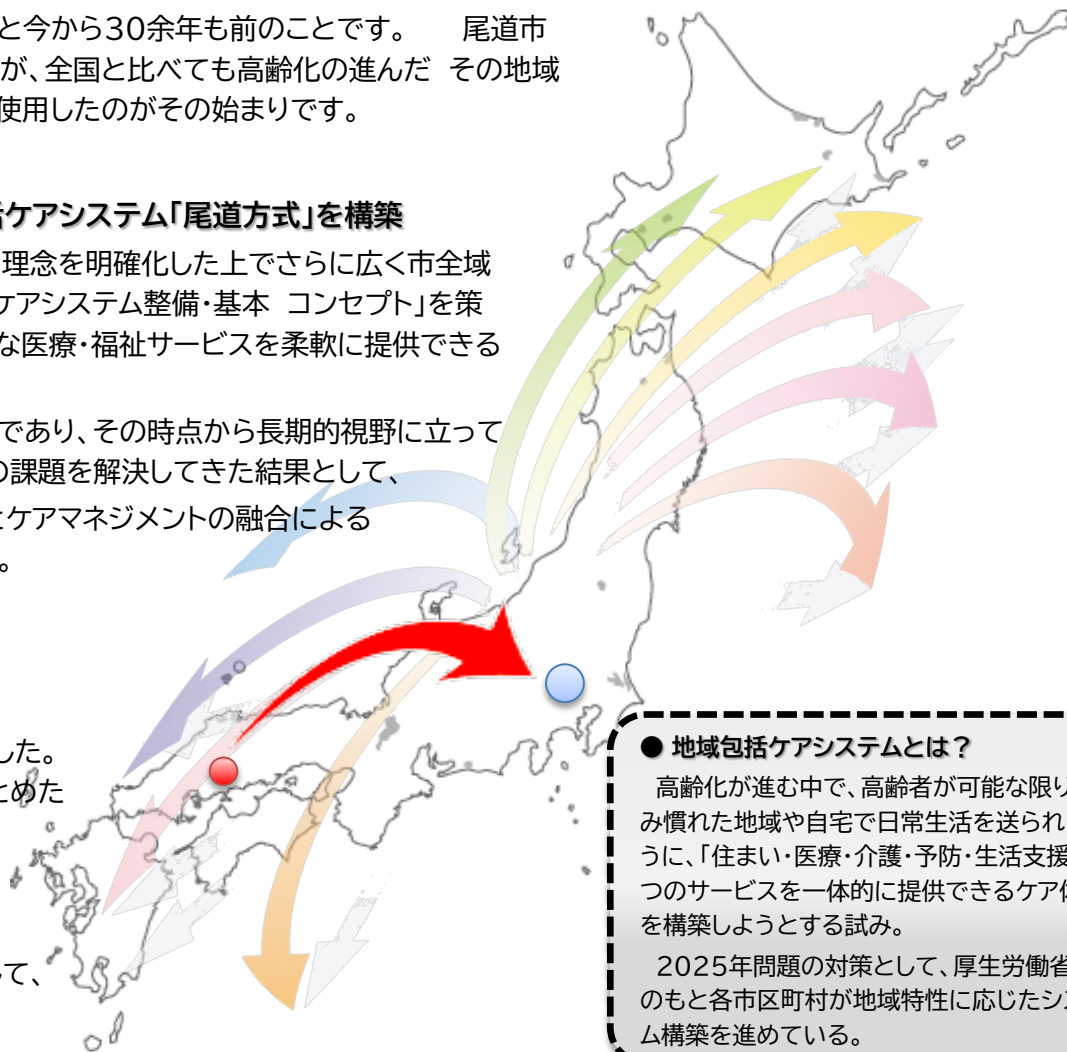 と今から30余年も前のことです。 尾道市
が、全国と比べても高齢化の進んだ その地域
使用したのがその始まりです。
括ケアシステム「尾道方式」を構築
理念を明確化した上でさらに広く市全域
ケアシステム整備・基本 コンセプト」を策
な医療・福祉サービスを柔軟に提供できる
であり、その時点から長期的視野に立って
の課題を解決してきた結果として、
とケアマネジメントの融合による
。
した。
とめた
て、
● 地域包括ケアシステムとは?
高齢化が進む中で、高齢者が可能な限り
み慣れた地域や自宅で日常生活を送られ
うに、「住まい・医療・介護・予防・生活支援
つのサービスを一体的に提供できるケア体
を構築しようとする試み。
2025年問題の対策として、厚生労働省
のもと各市区町村が地域特性に応じたシス
ム構築を進めている。